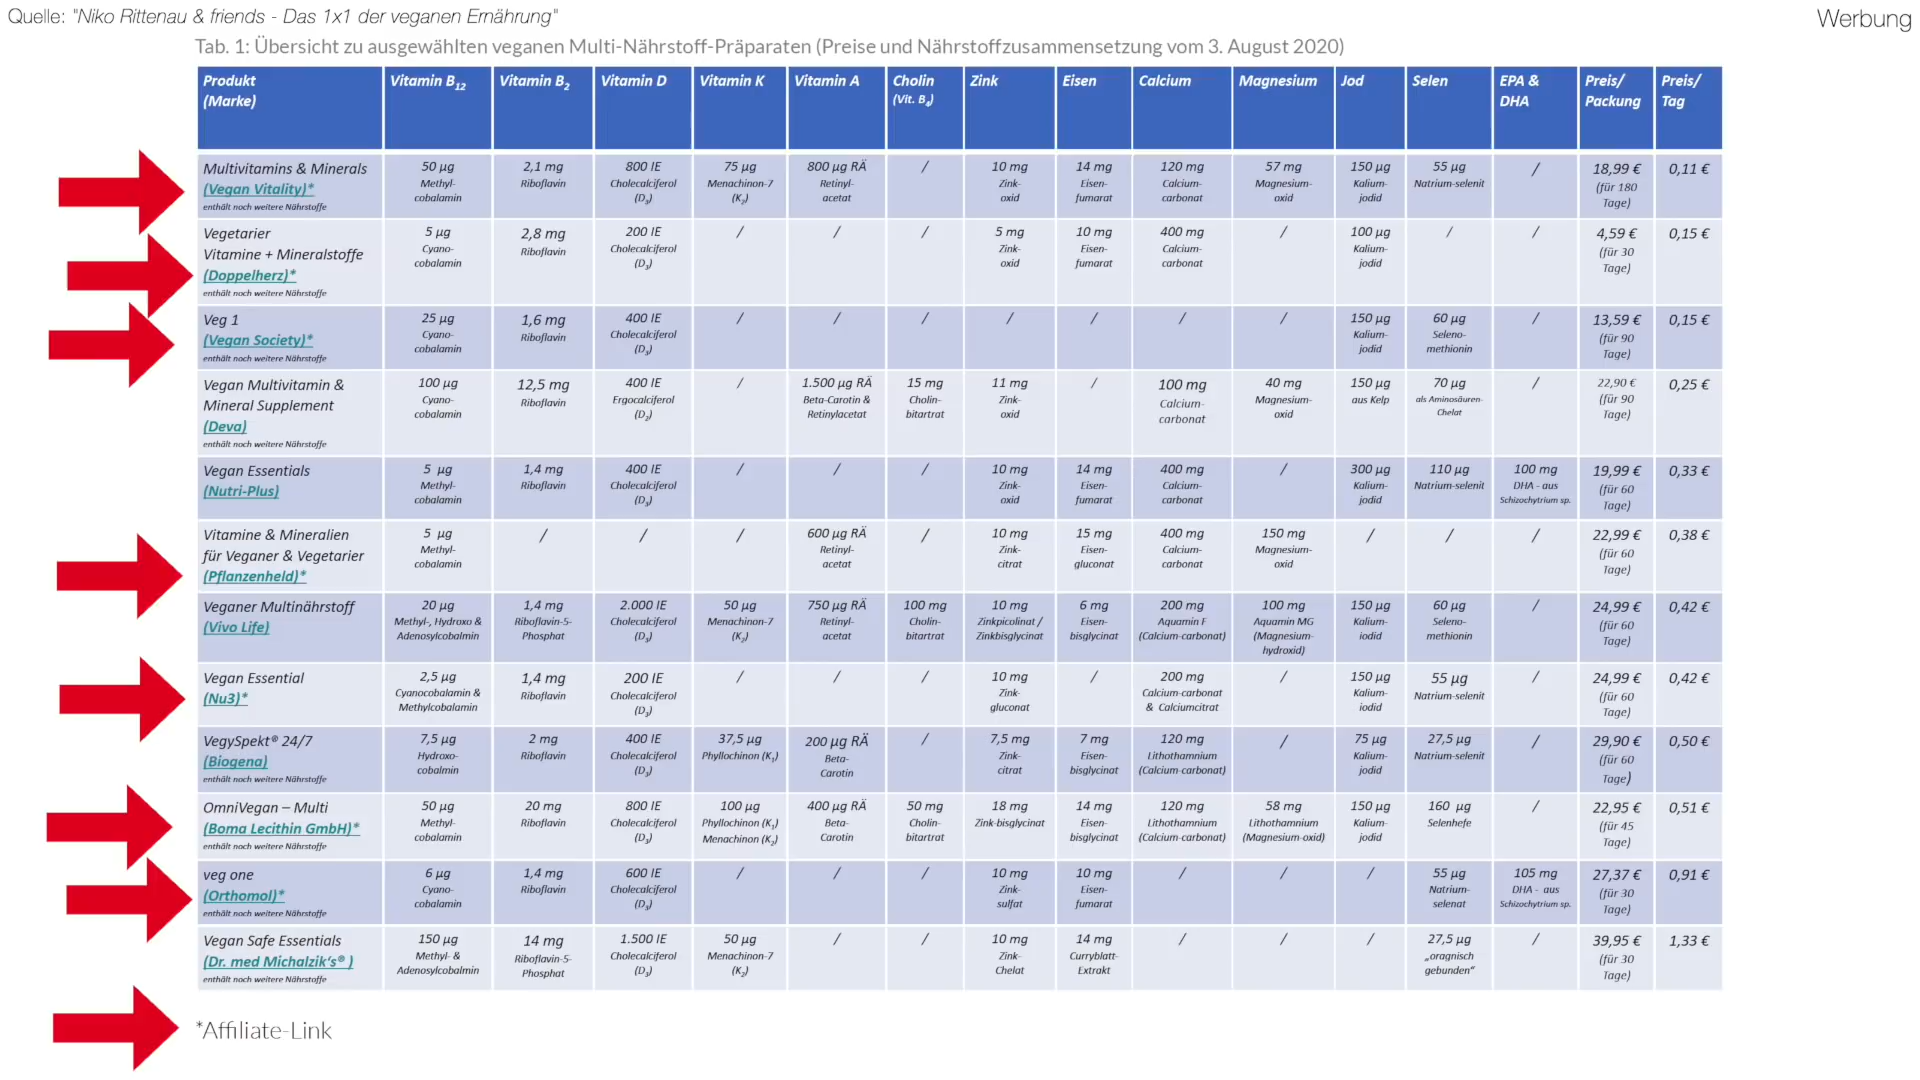 Quelle: "Niko Rittenau & friends - Das 1x1 der veganen Ernährung"
Werbung
Tab. 1: Übersicht zu ausgewählten veganen Multi-Nährstoff-Präparaten (Preise und Nährstoffzusammensetzung vom 3. August 2020)
Produkt (Marke) Vitamin B12 Vitamin B2 Vitamin D Vitamin K Vitamin A Cholin (Vit. B4) Zink Eisen Calcium Magnesium Jod Selen EPA & DHA Preis/ Packung Preis/ Tag
Multivitamins & Minerals (Vegan Vitality)* enthält noch weitere Nährstoffe 50 µg Methyl-cobalamin 2,1 mg Riboflavin 800 IE Cholecalciferol (D3) 75 µg Menachinon-7 (K2) 800 µg RÄ Retinyl-acetat / 10 mg Zink-oxid 14 mg Eisen-fumarat 120 mg Calcium-carbonat 57 mg Magnesium-oxid 150 µg Kalium-jodid 55 µg Natrium-selenit / 18,99 € (für 180 Tage) 0,11 €
Vegetarier Vitamine + Mineralstoffe (Doppelherz)* enthält noch weitere Nährstoffe 5 µg Cyano-cobalamin 2,8 mg Riboflavin 200 IE Cholecalciferol (D3) / / / 5 mg Zink-oxid 10 mg Eisen-fumarat 400 mg Calcium-carbonat / 100 µg Kalium-jodid / / 4,59 € (für 30 Tage) 0,15 €
Veg 1 (Vegan Society)* enthält noch weitere Nährstoffe 25 µg Cyano-cobalamin 1,6 mg Riboflavin 400 IE Cholecalciferol (D3) / / / / / / / 150 µg Kalium-jodid 60 µg Seleno-methionin / 13,59 € (für 90 Tage) 0,15 €
Vegan Multivitamin & Mineral Supplement (Deva) enthält noch weitere Nährstoffe 100 µg Cyano-cobalamin 12,5 mg Riboflavin 400 IE Ergocalciferol (D2) / 1.500 µg RÄ Beta-Carotin & Retinylacetat 15 mg Cholin-bitartrat 11 mg Zink-oxid / 100 mg Calcium-carbonat 40 mg Magnesium-oxid 150 µg aus Kelp 70 µg als Aminosäuren-Chelat / 22,90 € (für 90 Tage) 0,25 €
Vegan Essentials (Nutri-Plus) 5 µg Methyl-cobalamin 1,4 mg Riboflavin 400 IE Cholecalciferol (D3) / / / 10 mg Zink-oxid 14 mg Eisen-fumarat 400 mg Calcium-carbonat / 300 µg Kalium-jodid 110 µg Natrium-selenit 100 mg DHA - aus Schizochytrium sp. 19,99 € (für 60 Tage) 0,33 €
Vitamine & Mineralien für Veganer & Vegetarier (Pflanzenheld)* 5 µg Methyl-cobalamin / / / 600 µg RÄ Retinyl-acetat / 10 mg Zink-citrat 15 mg Eisen-gluconat 400 mg Calcium-carbonat 150 mg Magnesium-oxid / / / 22,99 € (für 60 Tage) 0,38 €
Veganer Multinährstoff (Vivo Life) 20 µg Methyl-, Hydroxo & Adenosylcobalmin 1,4 mg Riboflavin-5-Phosphat 2.000 IE Cholecalciferol (D3) 50 µg Menachinon-7 (K2) 750 µg RÄ Retinyl-acetat 100 mg Cholin-bitartrat 10 mg Zinkpicolinat / Zinkbisglycinat 6 mg Eisen-bisglycinat 200 mg Aquamin F (Calcium-carbonat) 100 mg Aquamin MG (Magnesium-hydroxid) 150 µg Kalium-iodid 60 µg Seleno-methionin / 24,99 € (für 60 Tage) 0,42 €
Vegan Essential (Nu3)* 2,5 µg Cyanocobalamin & Methylcobalamin 1,4 mg Riboflavin 200 IE Cholecalciferol (D3) / / / 10 mg Zink-gluconat / 200 mg Calcium-carbonat & Calciumcitrat / 150 µg Kalium-iodid 55 µg Natrium-selenit / 24,99 € (für 60 Tage) 0,42 €
VegySpekt® 24/7 (Biogena) enthält noch weitere Nährstoffe 7,5 µg Hydroxo-cobalmin 2 mg Riboflavin 400 IE Cholecalciferol (D3) 37,5 µg Phyllochinon (K1) 200 µg RÄ Beta-Carotin / 7,5 mg Zink-citrat 7 mg Eisen-bisglycinat 120 mg Lithothamnium (Calcium-carbonat) / 75 µg Kalium-jodid 27,5 µg Natrium-selenit / 29,90 € (für 60 Tage) 0,50 €
OmniVegan – Multi (Boma Lecithin GmbH)* enthält noch weitere Nährstoffe 50 µg Methyl-cobalamin 20 mg Riboflavin 800 IE Cholecalciferol (D3) 100 µg Phyllochinon (K1) Menachinon (K2) 400 µg RÄ Beta-Carotin 50 mg Cholin-bitartrat 18 mg Zink-bisglycinat 14 mg Eisen-bisglycinat 120 mg Lithothamnium (Calcium-carbonat) 58 mg Lithothamnium (Magnesium-oxid) 150 µg Kalium-jodid 160 µg Selenhefe / 22,95 € (für 45 Tage) 0,51 €
veg one (Orthomol)* enthält noch weitere Nährstoffe 6 µg Cyano-cobalamin 1,4 mg Riboflavin 600 IE Cholecalciferol (D3) / / / 10 mg Zink-sulfat 10 mg Eisen-fumarat / / / 55 µg Natrium-selenat 105 mg DHA - aus Schizochytrium sp. 27,37 € (für 30 Tage) 0,91 €
Vegan Safe Essentials (Dr. med Michalzik‘s® ) enthält noch weitere Nährstoffe 150 µg Methyl- & Adenosylcobalmin 14 mg Riboflavin-5-Phosphat 1.500 IE Cholecalciferol (D3) 50 µg Menachinon-7 (K2) / / 10 mg Zink-Chelat 14 mg Curryblatt-Extrakt / / / 27,5 µg „oragnisch gebunden“ / 39,95 € (für 30 Tage) 1,33 €
*Affiliate-Link